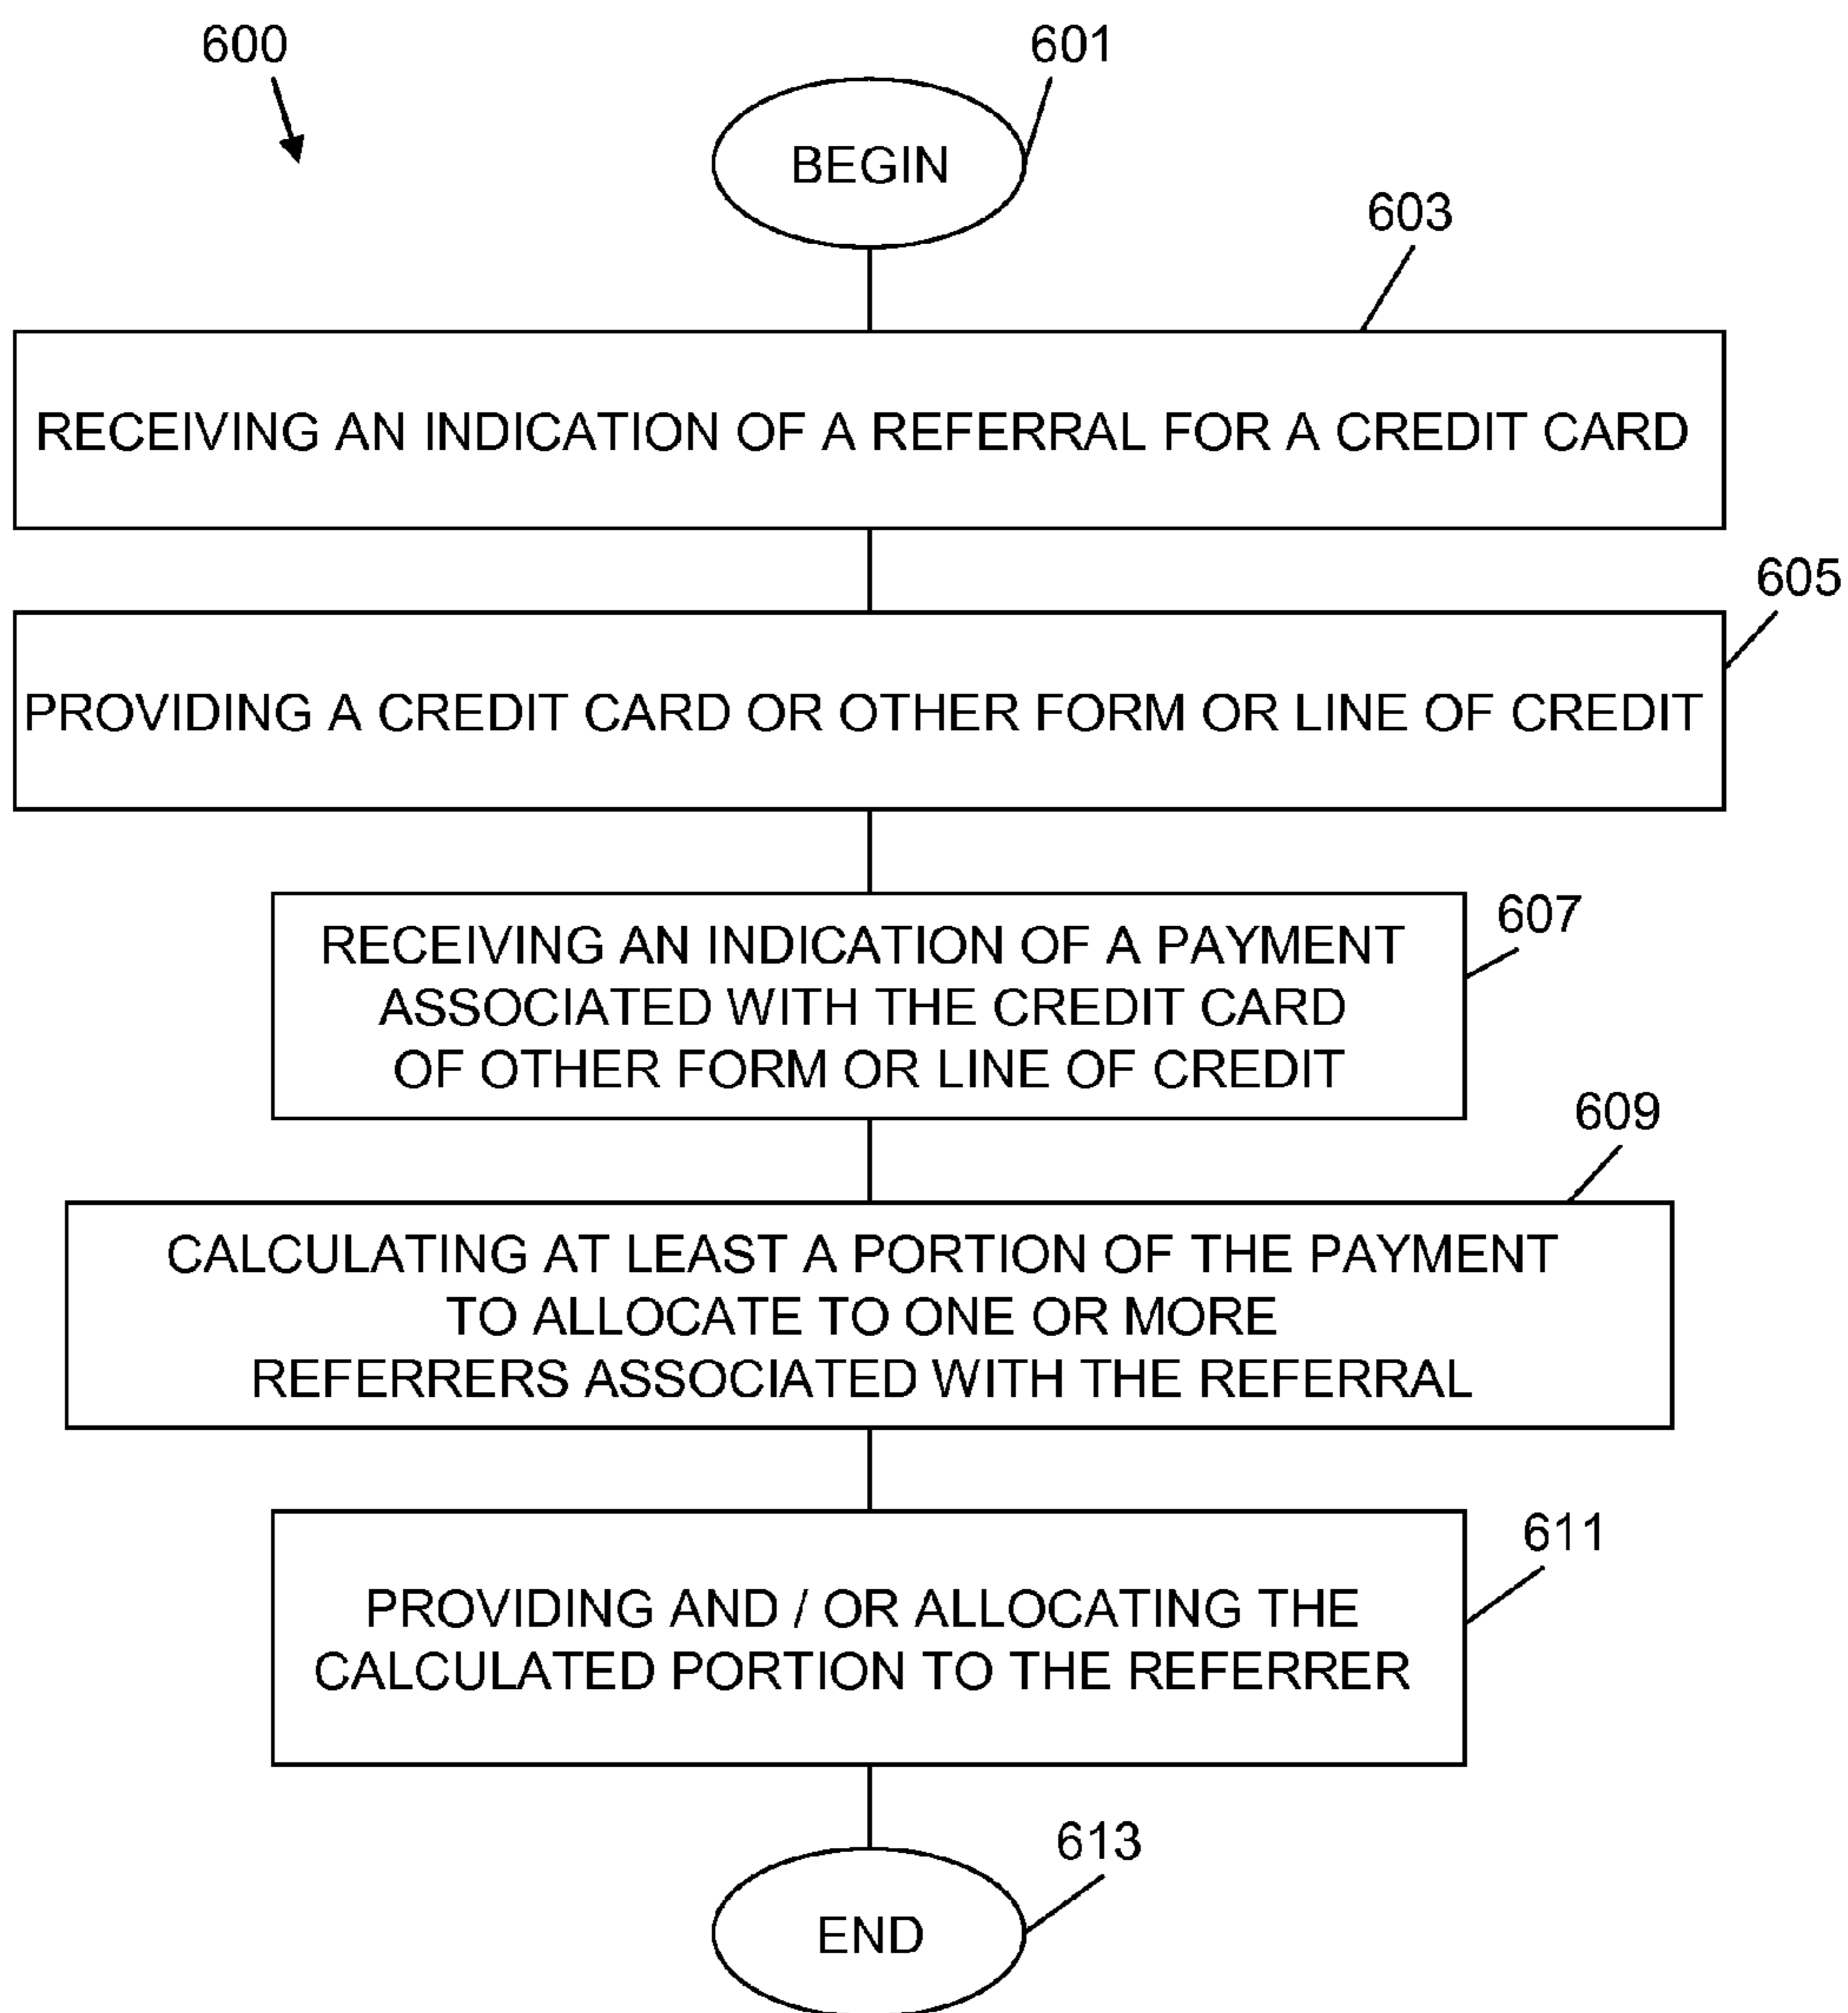 600
601
BEGIN
603
RECEIVING AN INDICATION OF A REFERRAL FOR A CREDIT CARD
605
PROVIDING A CREDIT CARD OR OTHER FORM OR LINE OF CREDIT
607
RECEIVING AN INDICATION OF A PAYMENT
ASSOCIATED WITH THE CREDIT CARD
OF OTHER FORM OR LINE OF CREDIT
609
CALCULATING AT LEAST A PORTION OF THE PAYMENT
TO ALLOCATE TO ONE OR MORE
REFERRERS ASSOCIATED WITH THE REFERRAL
611
PROVIDING AND / OR ALLOCATING THE
CALCULATED PORTION TO THE REFERRER
613
END